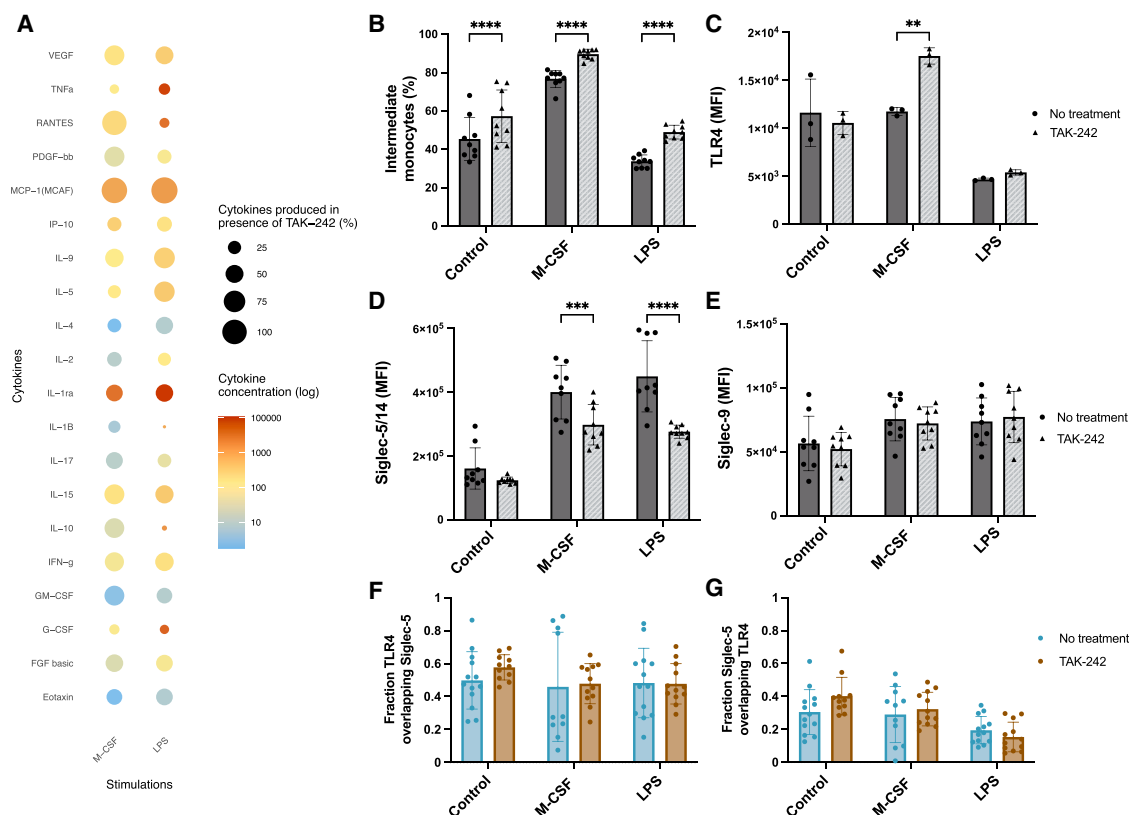 A
VEGF
TNFa
RANTES
PDGF-bb
MCP-1(MCAF)
IP-10
IL-9
IL-5
IL-4
IL-2
IL-1ra
IL-1B
IL-17
IL-15
IL-10
IFN-g
GM-CSF
G-CSF
FGF basic
Eotaxin
Cytokines
M-CSF
LPS
Stimulations
Cytokines produced in
presence of TAK-242 (%)
25
50
75
100
Cytokine
concentration (log)
100000
1000
100
10
B
****
****
****
100
80
60
40
20
0
Intermediate
monocytes (%)
Control
M-CSF
LPS
C
**
2×10⁴
1.5×10⁴
1×10⁴
5×10³
0
TLR4 (MFI)
Control
M-CSF
LPS
No treatment
TAK-242
D
***
****
6×10⁵
4×10⁵
2×10⁵
0
Siglec-5/14 (MFI)
Control
M-CSF
LPS
E
1.5×10⁵
1×10⁵
5×10⁴
0
Siglec-9 (MFI)
Control
M-CSF
LPS
No treatment
TAK-242
F
1
0.8
0.6
0.4
0.2
0
Fraction TLR4
overlapping Siglec-5
Control
M-CSF
LPS
G
1
0.8
0.6
0.4
0.2
0
Fraction Siglec-5
overlapping TLR4
Control
M-CSF
LPS
No treatment
TAK-242